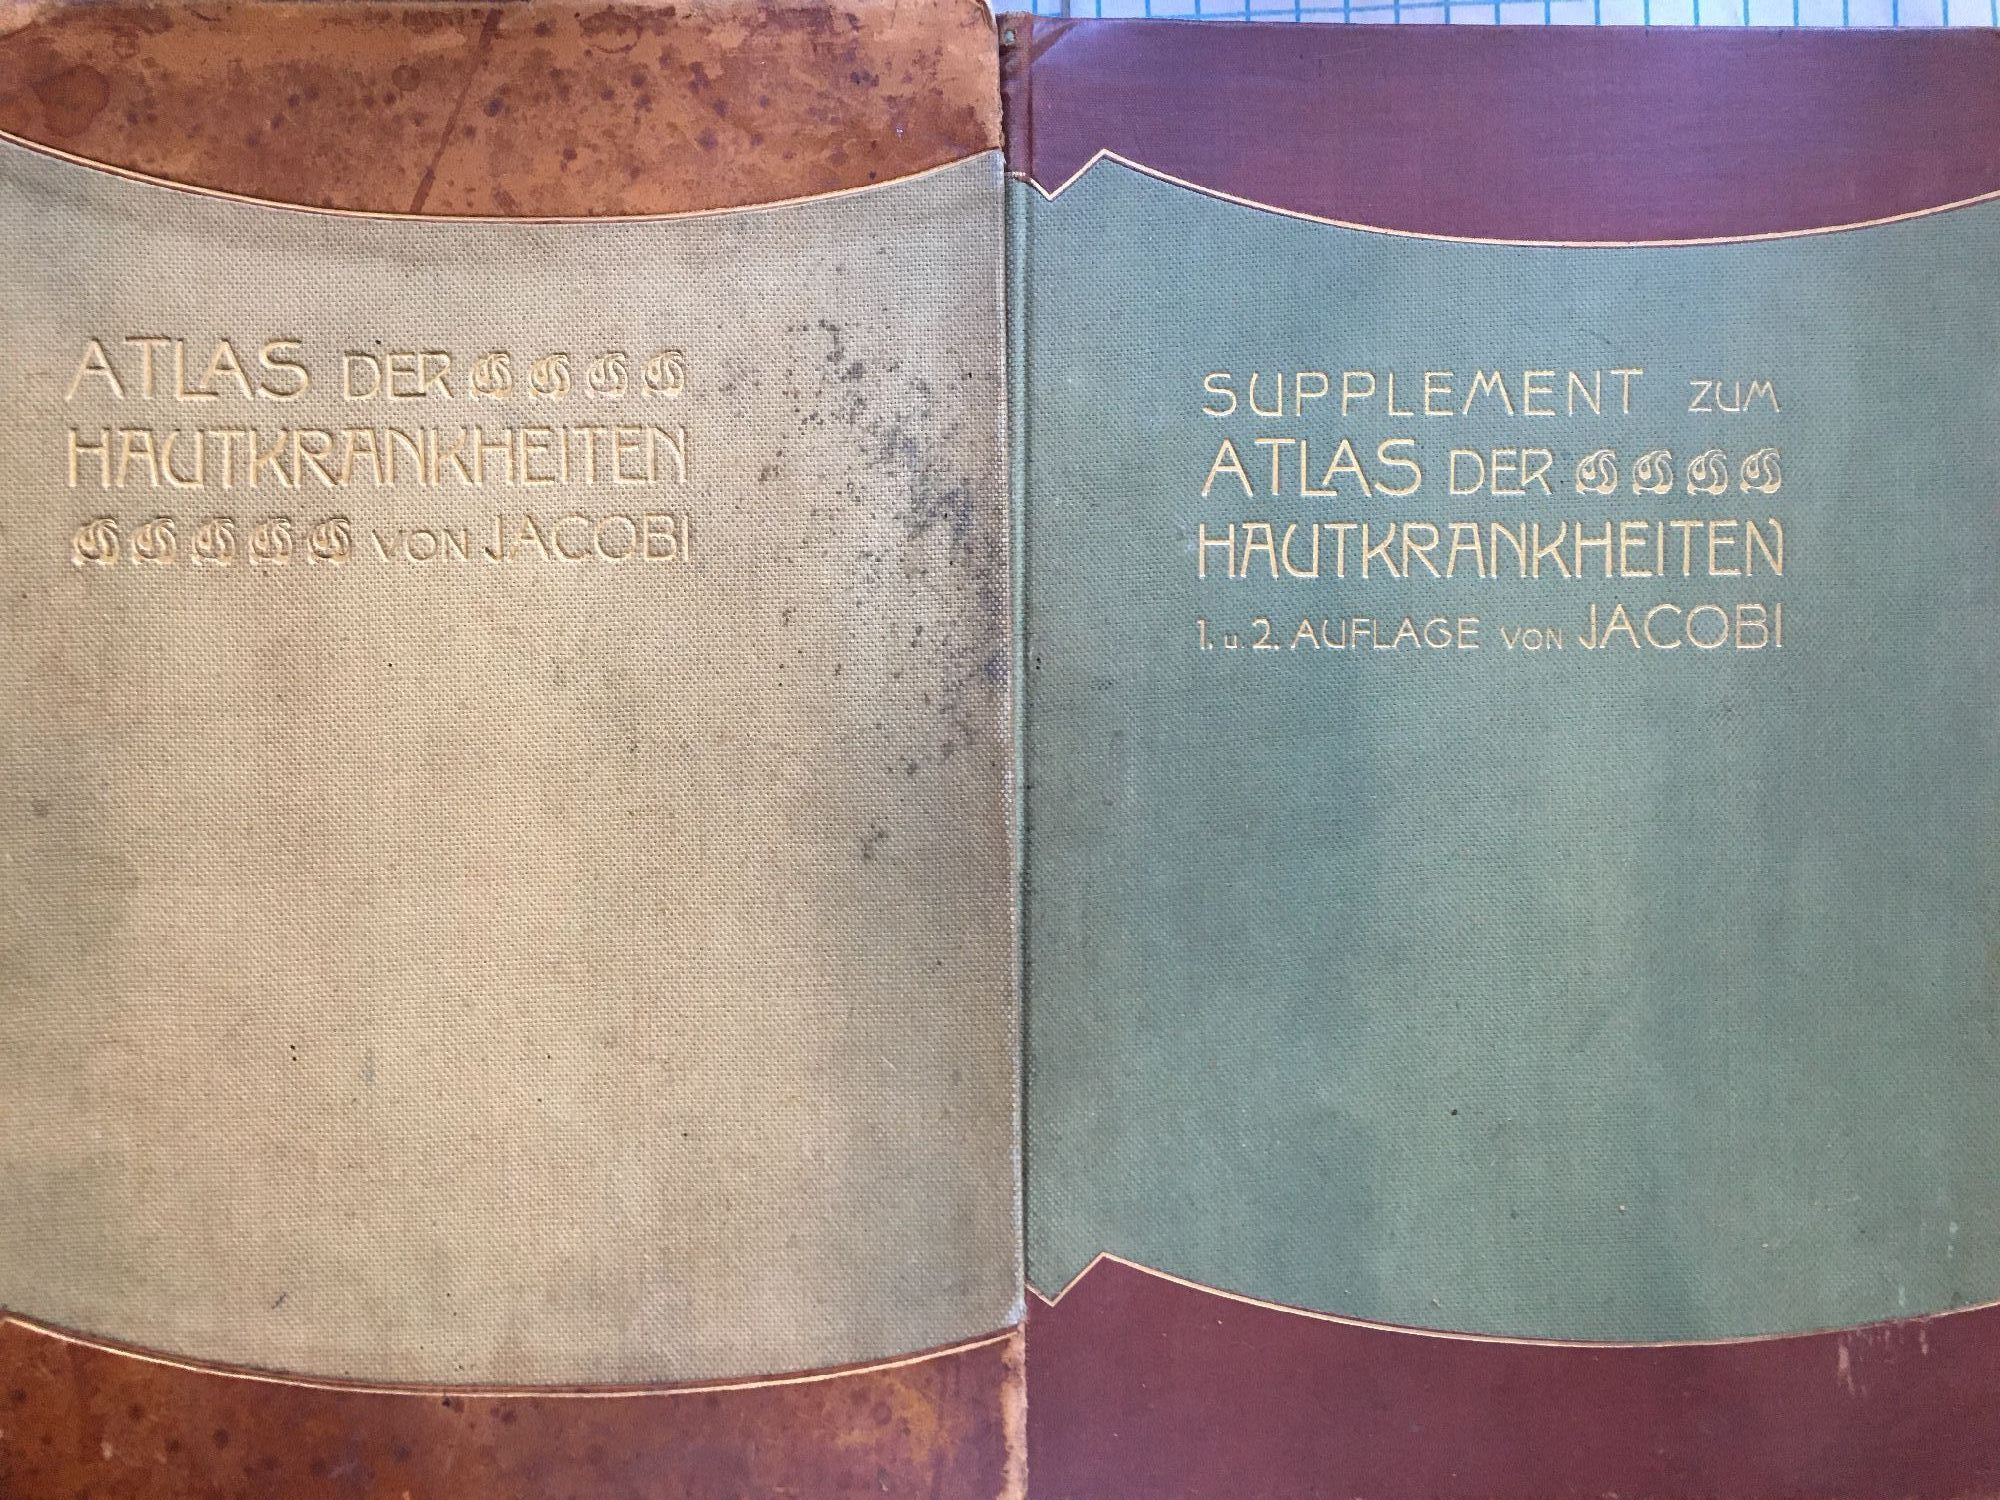 ATLAS DER
HAUTKRANKHEITEN
VON JACOBI
SUPPLEMENT ZUM
ATLAS DER
HAUTKRANKHEITEN
1. u. 2. AUFLAGE VON JACOBI